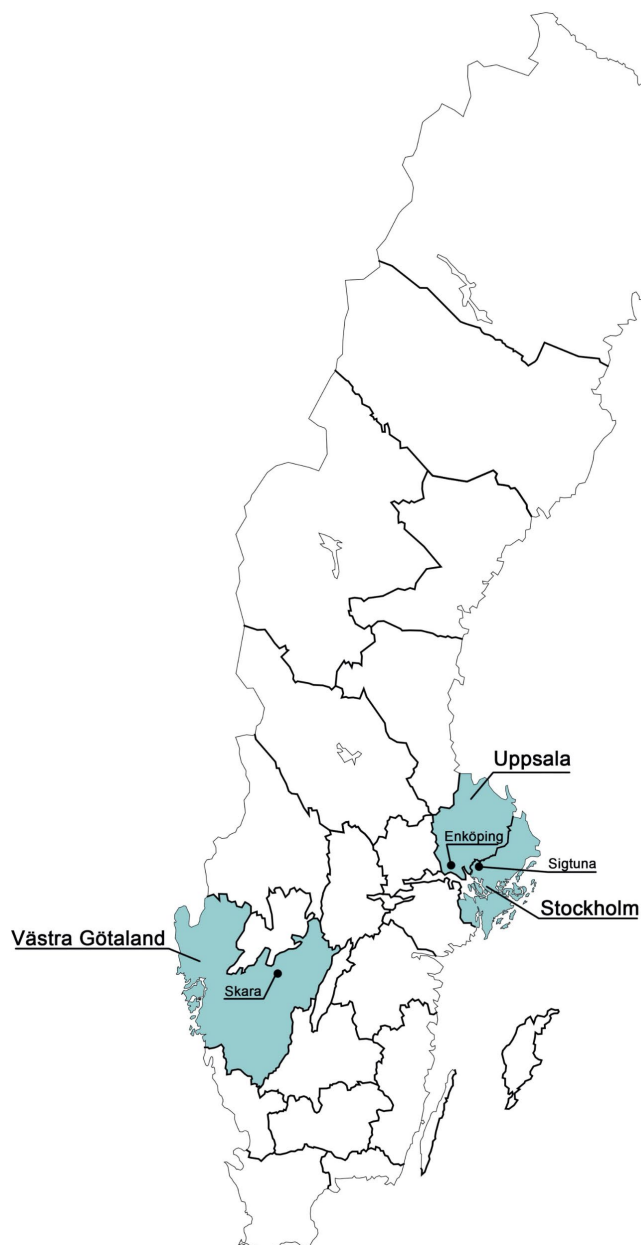 Uppsala
Enköping
Sigtuna
Stockholm
Västra Götaland
Skara